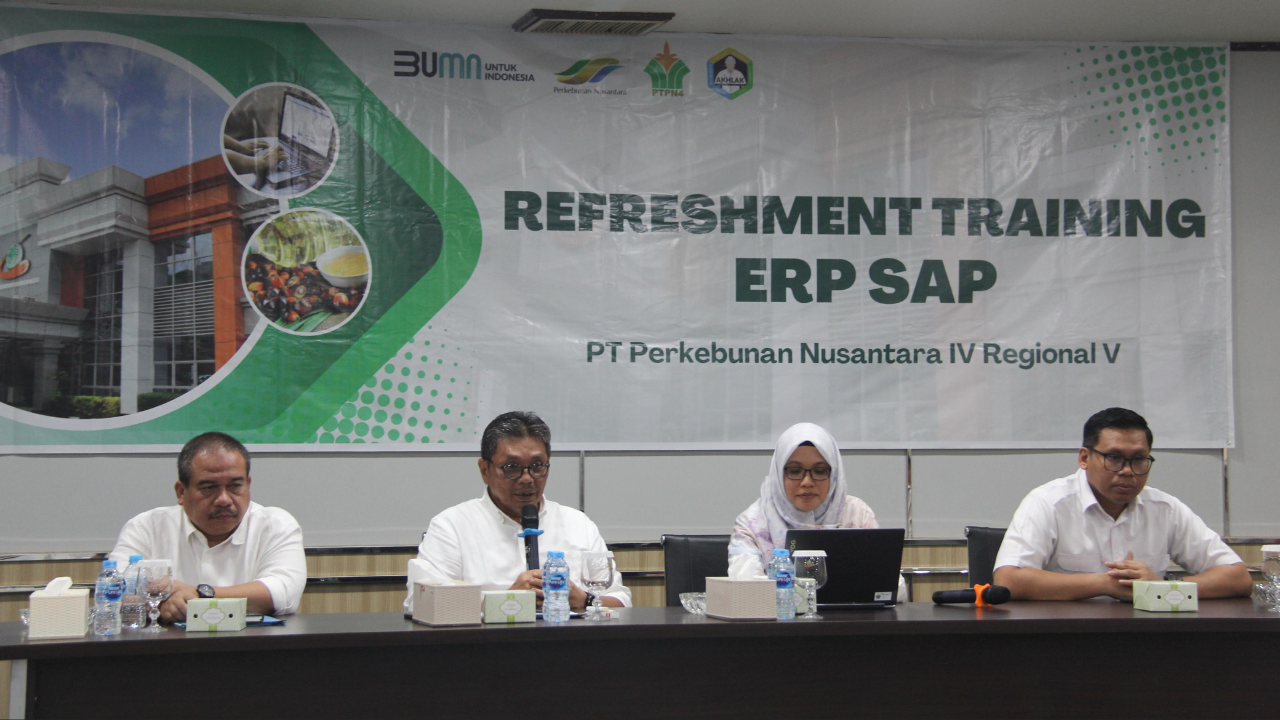 BUMN UNTUK
INDONESIA
Perkebunan Nusantara
PTPN4
AKHLAK
REFRESHMENT TRAINING
ERP SAP
PT Perkebunan Nusantara IV Regional V